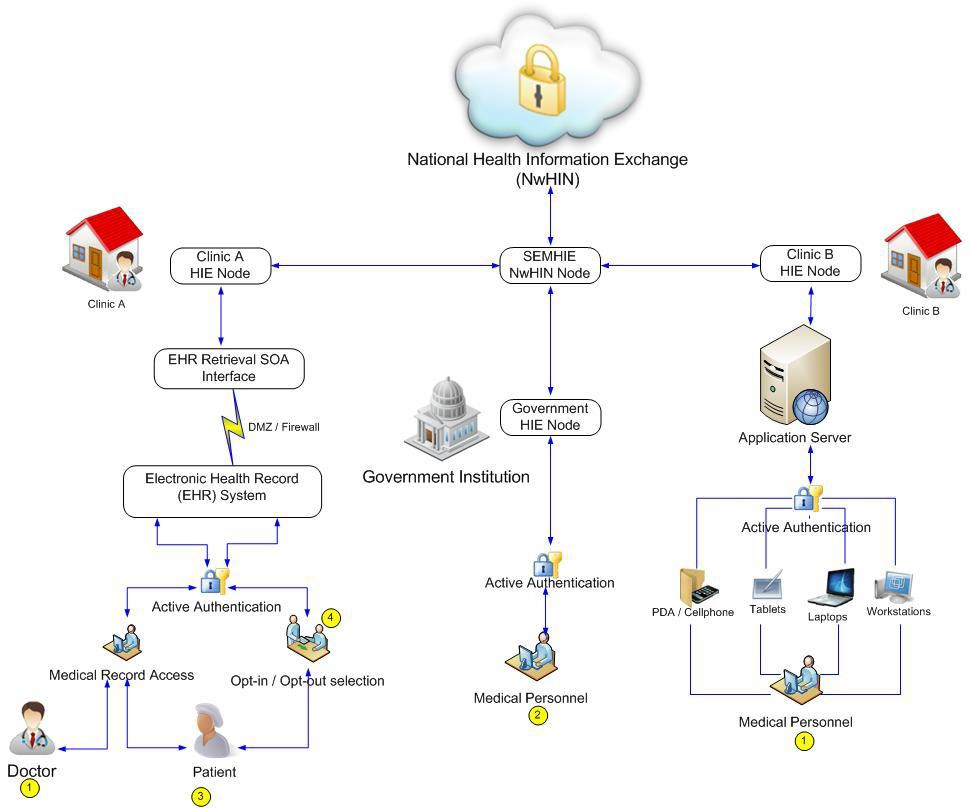 National Health Information Exchange
(NwHIN)
Clinic A
HIE Node
SEMHIE
NwHIN Node
Clinic B
HIE Node
Clinic A
Clinic B
EHR Retrieval SOA
Interface
DMZ / Firewall
Government
HIE Node
Application Server
Government Institution
Electronic Health Record
(EHR) System
Active Authentication
Active Authentication
Active Authentication
PDA / Cellphone
Tablets
Laptops
Workstations
4
Medical Record Access
Opt-in / Opt-out selection
Medical Personnel
2
Medical Personnel
1
Doctor
1
Patient
3